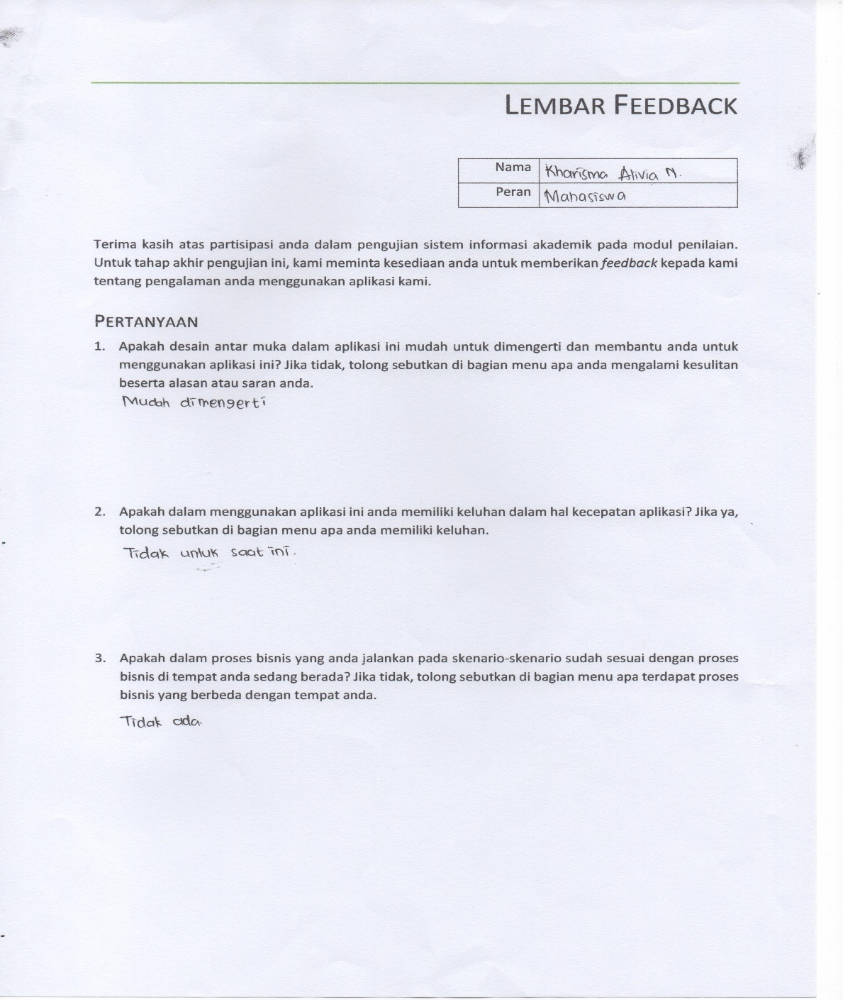 LEMBAR FEEDBACK
Nama Kharisma Ativia N.
Peran Mahasiswa
Terima kasih atas partisipasi anda dalam pengujian sistem informasi akademik pada modul penilaian.
Untuk tahap akhir pengujian ini, kami meminta kesediaan anda untuk memberikan feedback kepada kami
tentang pengalaman anda menggunakan aplikasi kami.
PERTANYAAN
1. Apakah desain antar muka dalam aplikasi ini mudah untuk dimengerti dan membantu anda untuk
menggunakan aplikasi ini? Jika tidak, tolong sebutkan di bagian menu apa anda mengalami kesulitan
beserta alasan atau saran anda.
Mudah dimengerti
2. Apakah dalam menggunakan aplikasi ini anda memiliki keluhan dalam hal kecepatan aplikasi? Jika ya,
tolong sebutkan di bagian menu apa anda memiliki keluhan.
Tidak untuk saat ini.
3. Apakah dalam proses bisnis yang anda jalankan pada skenario-skenario sudah sesuai dengan proses
bisnis di tempat anda sedang berada? Jika tidak, tolong sebutkan di bagian menu apa terdapat proses
bisnis yang berbeda dengan tempat anda.
Tidak ada